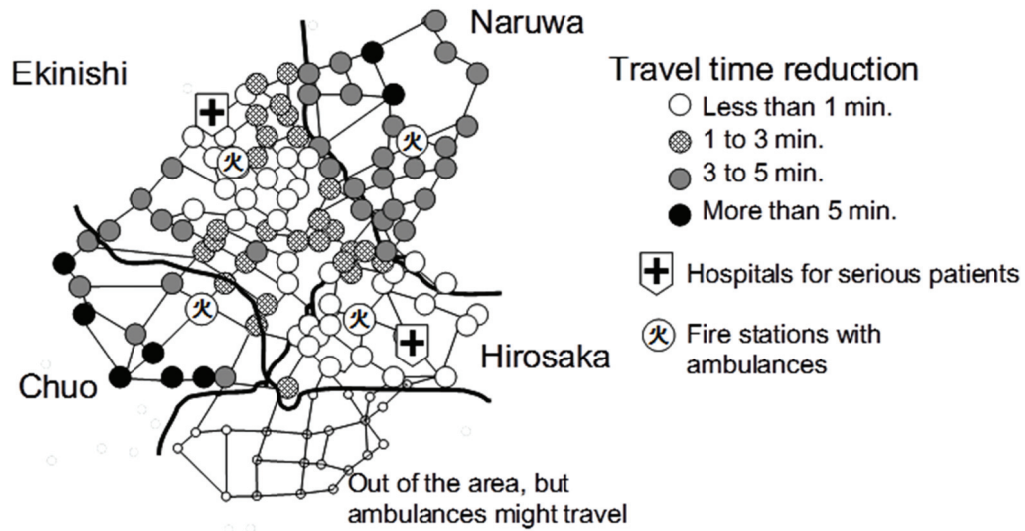 Naruwa
Ekinishi
Travel time reduction
Less than 1 min.
1 to 3 min.
3 to 5 min.
More than 5 min.
Hospitals for serious patients
Fire stations with
ambulances
Hirosaka
Chuo
Out of the area, but
ambulances might travel
火
火
火
火
火